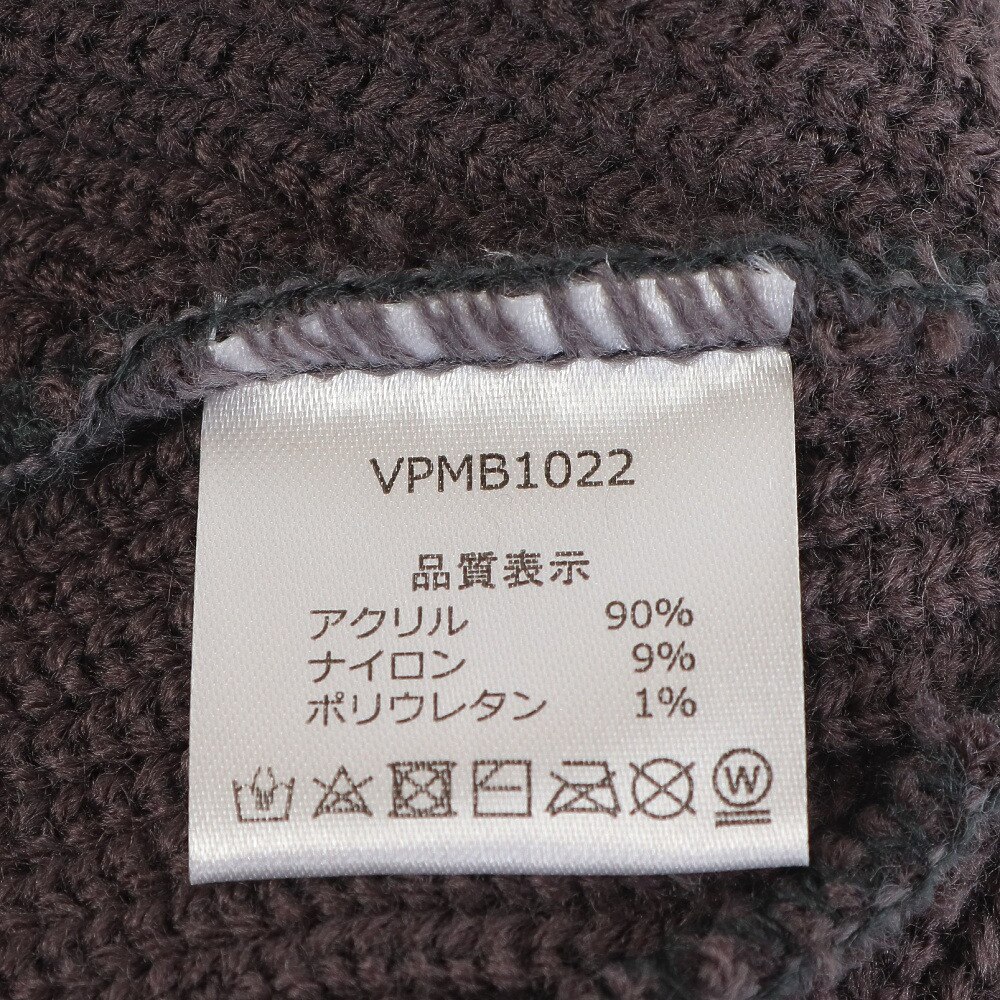 VPMB1022
品質表示
アクリル 90%
ナイロン 9%
ポリウレタン 1%
W